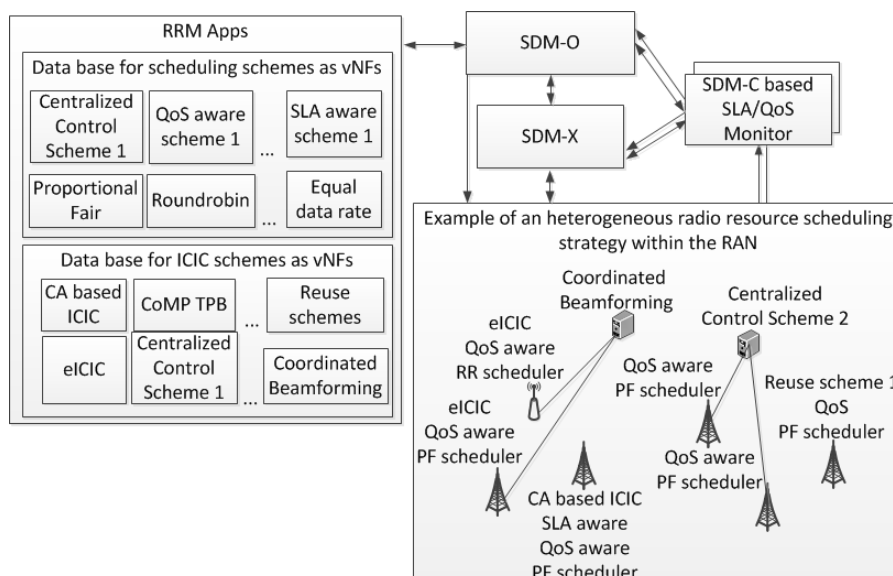 RRM Apps
Data base for scheduling schemes as vNFs
Centralized
Control
Scheme 1
QoS aware
scheme 1
...
SLA aware
scheme 1
Proportional
Fair
Roundrobin
...
Equal
data rate
Data base for ICIC schemes as vNFs
CA based
ICIC
CoMP TPB
...
Reuse
schemes
eICIC
Centralized
Control
Scheme 1
...
Coordinated
Beamforming
SDM-O
SDM-X
SDM-C based
SLA/QoS
Monitor
Example of an heterogeneous radio resource scheduling
strategy within the RAN
Coordinated
Beamforming
Centralized
Control Scheme 2
eICIC
QoS aware
RR scheduler
QoS aware
PF scheduler
Reuse scheme 1
QoS
PF scheduler
eICIC
QoS aware
PF scheduler
QoS aware
PF scheduler
CA based ICIC
SLA aware
QoS aware
PF scheduler